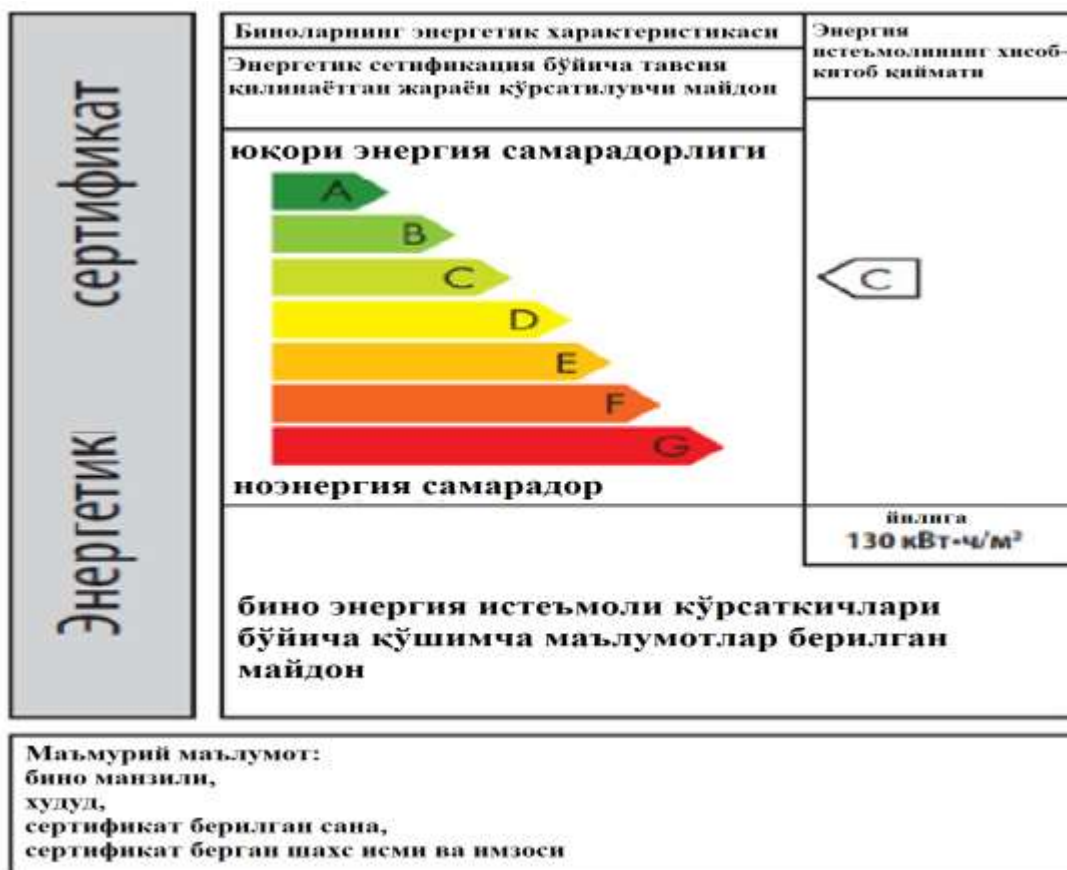 Энергетик сертификат
Биноларнинг энергетик характеристикаси
Энергетик сетификация бўйича тавсия
қилинаётган жараён кўрсатилувчи майдон
Энергия
истеъмолининг хисоб-
китоб қиймати
юқори энергия самарадорлиги
A
B
C
D
E
F
G
ноэнергия самарадор
C
йилига
130 кВт·ч/м²
бино энергия истеъмоли кўрсаткичлари
бўйича қўшимча маълумотлар берилган
майдон
Маъмурий маълумот:
бино манзили,
худуд,
сертификат берилган сана,
сертификат берган шахс исми ва имзоси